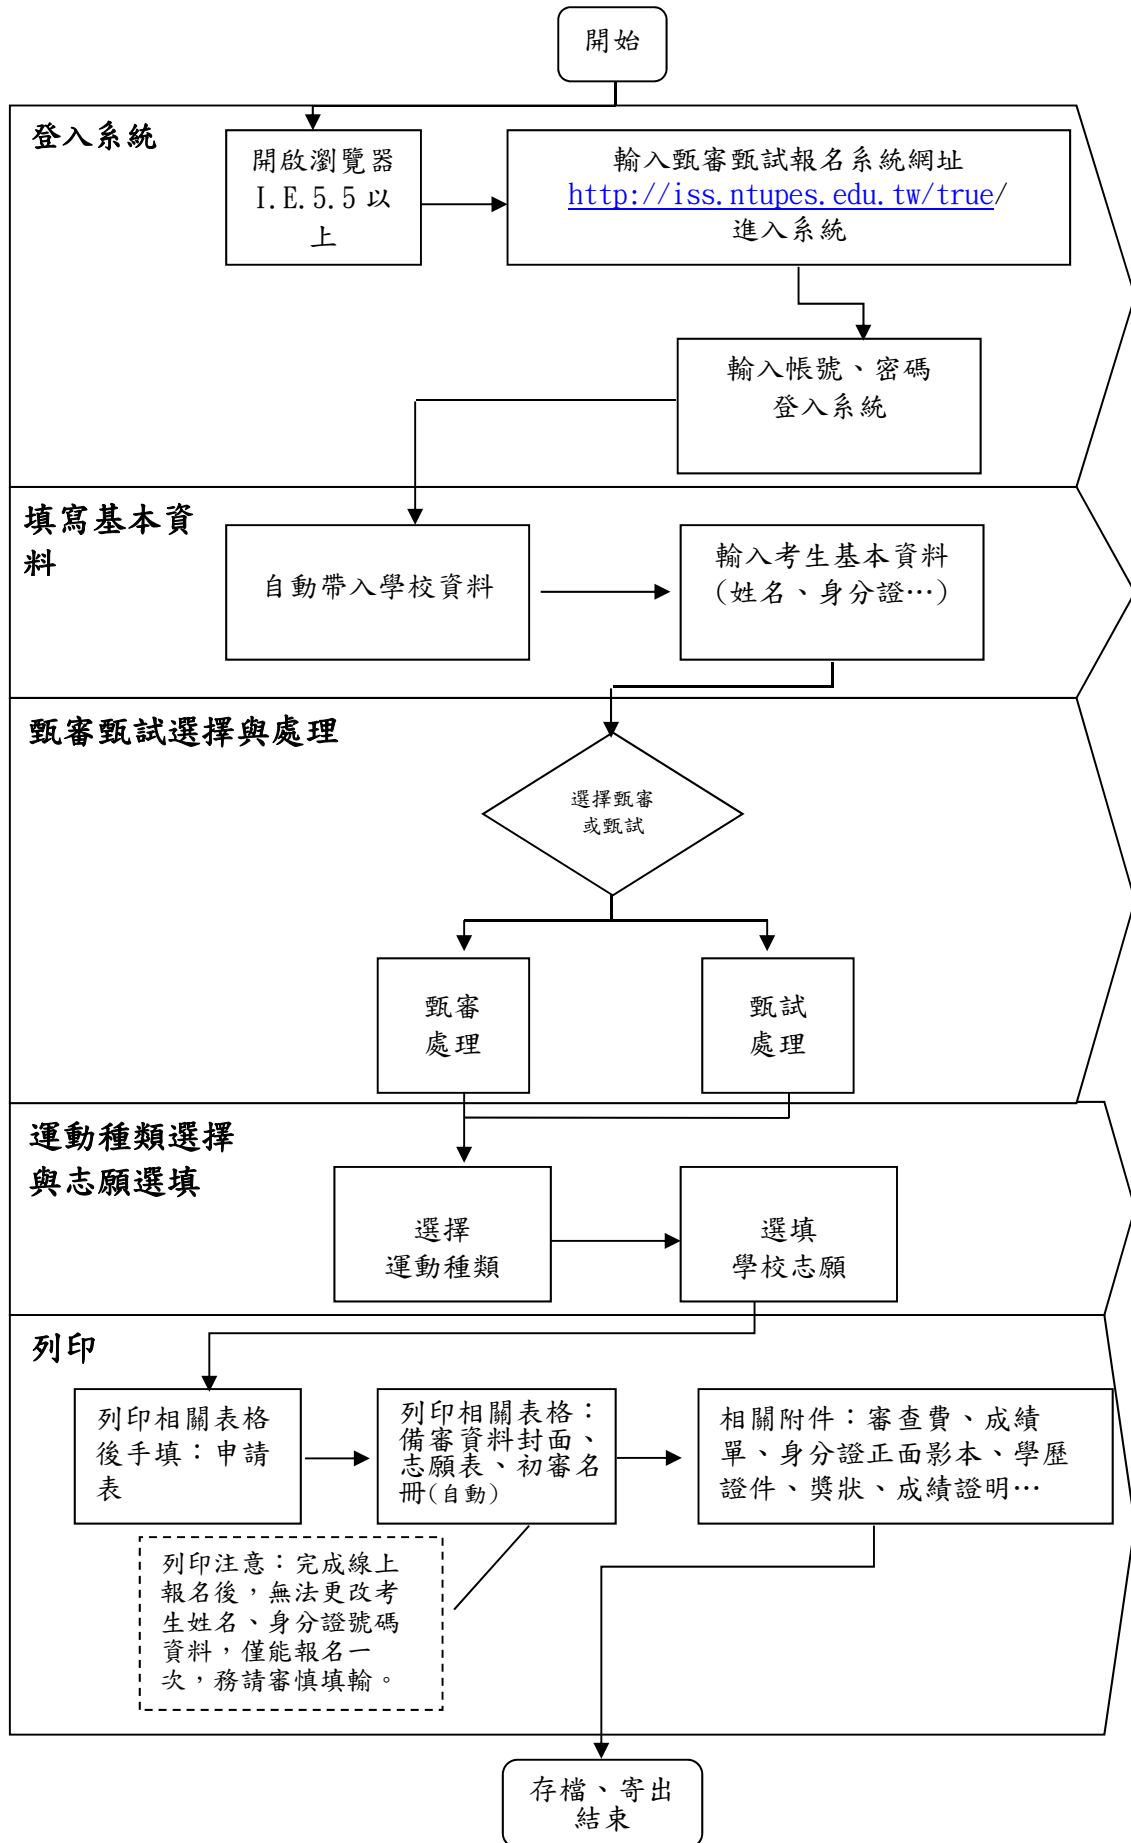 開始
登入系統
開啟瀏覽器
I.E.5.5 以
上
輸入甄審甄試報名系統網址
http://iss.ntupes.edu.tw/true/
進入系統
輸入帳號、密碼
登入系統
填寫基本資
料
自動帶入學校資料
輸入考生基本資料
(姓名、身分證…)
甄審甄試選擇與處理
選擇甄審
或甄試
甄審
處理
甄試
處理
運動種類選擇
與志願選填
選擇
運動種類
選填
學校志願
列印
列印相關表格
後手填：申請
表
列印相關表格：
備審資料封面、
志願表、初審名
冊(自動)
相關附件：審查費、成績
單、身分證正面影本、學歷
證件、獎狀、成績證明…
列印注意：完成線上
報名後，無法更改考
生姓名、身分證號碼
資料，僅能報名一
次，務請審慎填輸。
存檔、寄出
結束